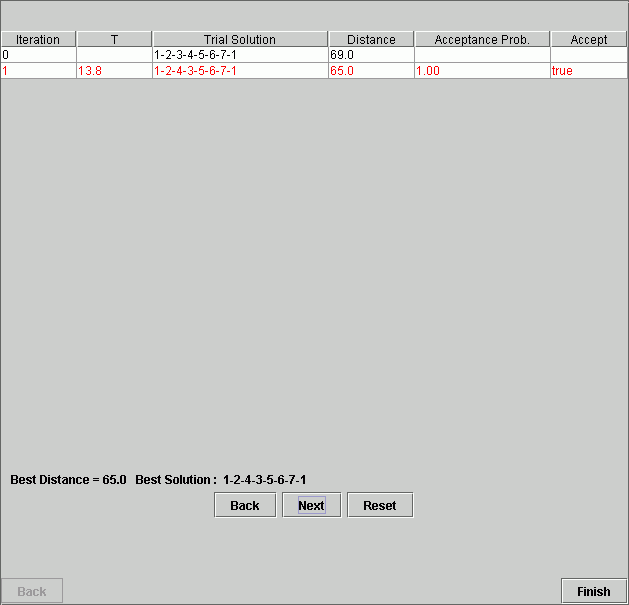 Iteration T Trial Solution Distance Acceptance Prob. Accept
0 1-2-3-4-5-6-7-1 69.0
1 13.8 1-2-4-3-5-6-7-1 65.0 1.00 true
Best Distance = 65.0 Best Solution : 1-2-4-3-5-6-7-1
Back Next Reset
Back Finish